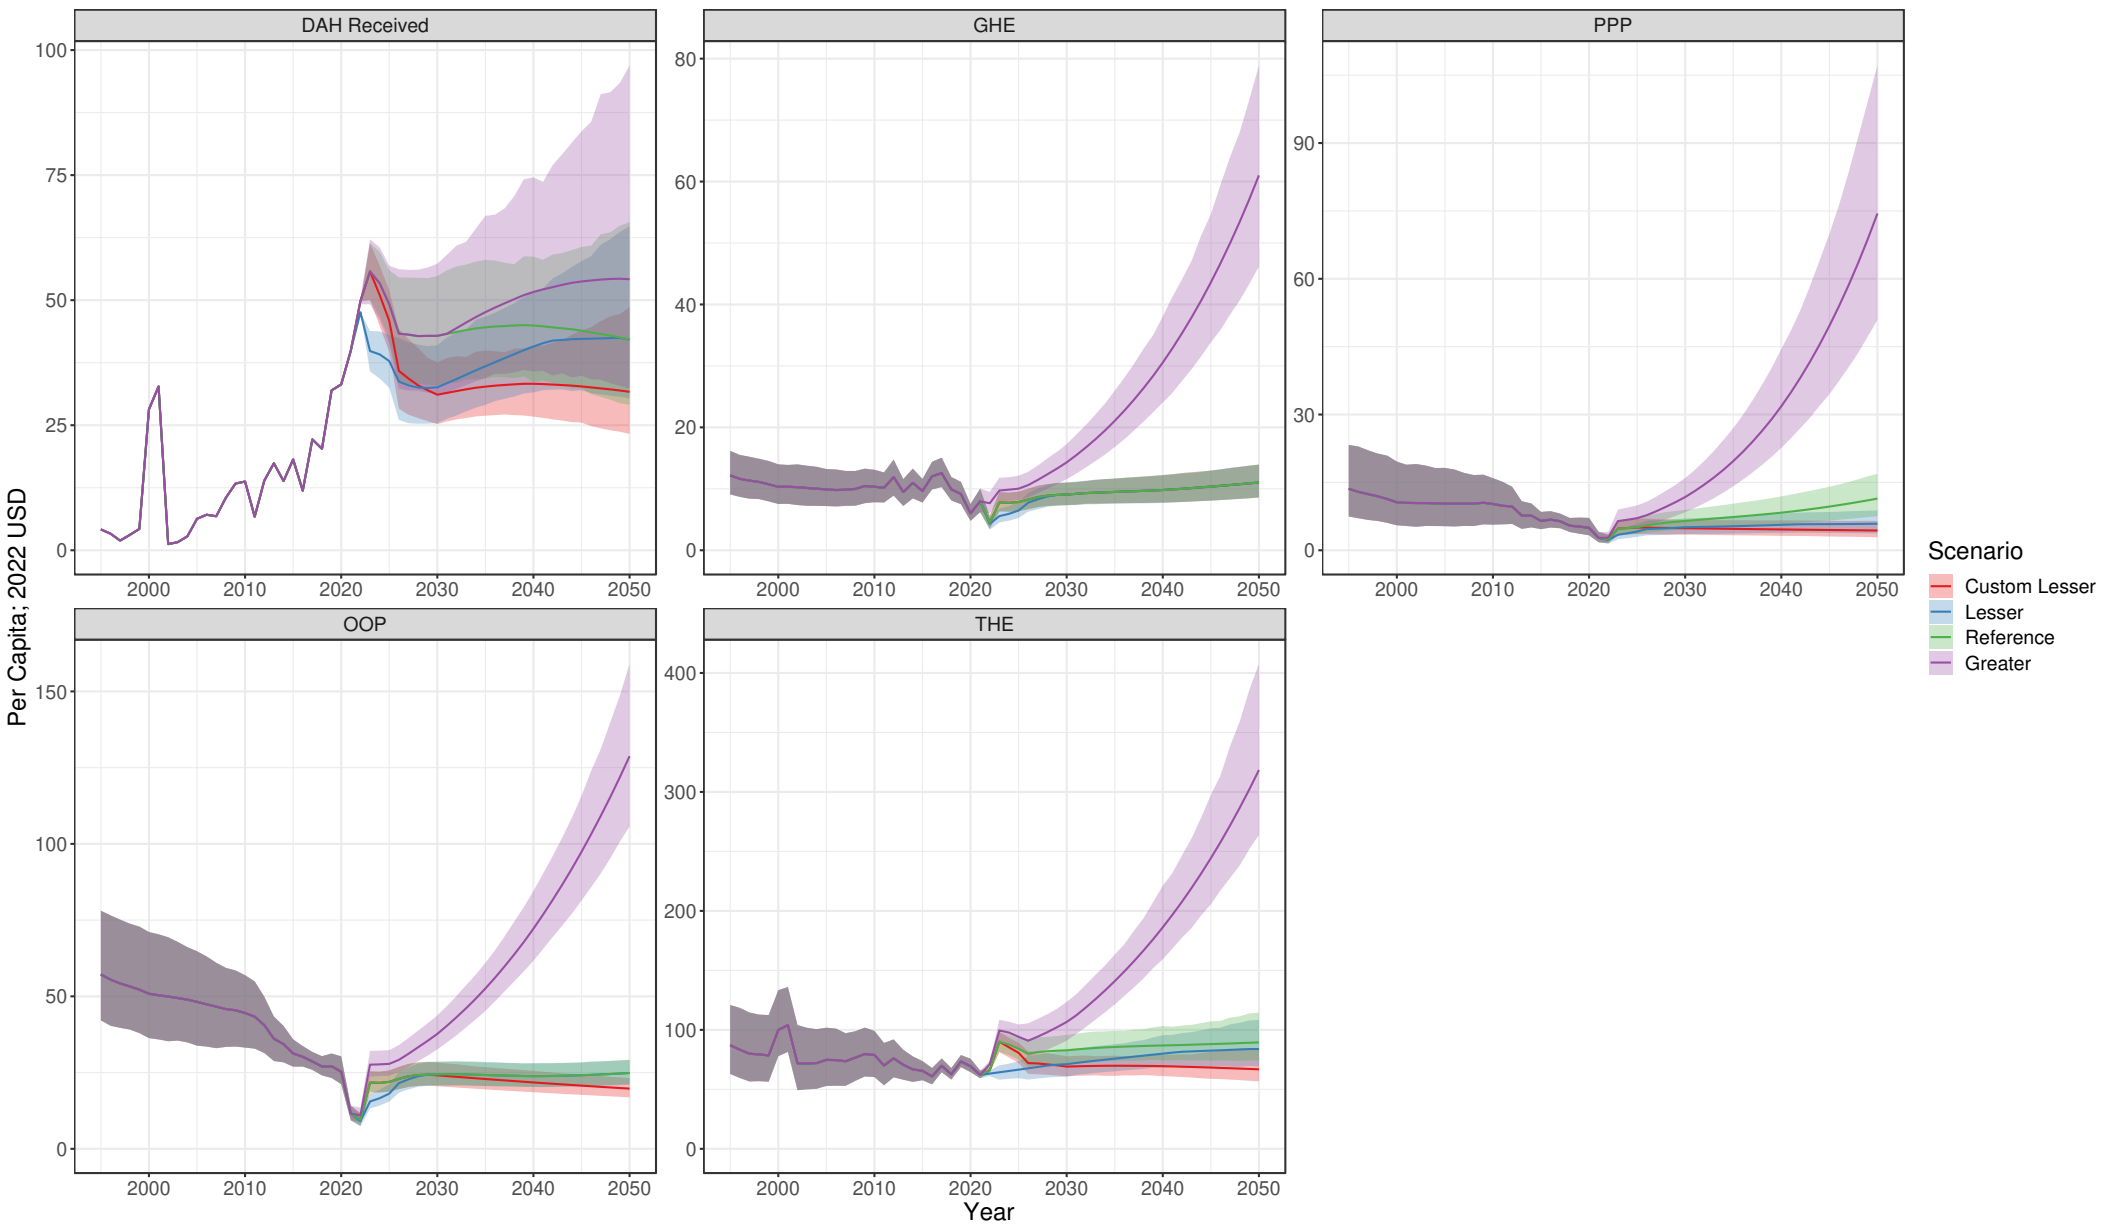 DAH Received
GHE
PPP
100
75
50
25
0
80
60
40
20
0
90
60
30
0
2000 2010 2020 2030 2040 2050
2000 2010 2020 2030 2040 2050
2000 2010 2020 2030 2040 2050
OOP
THE
150
100
50
0
400
300
200
100
0
2000 2010 2020 2030 2040 2050
2000 2010 2020 2030 2040 2050
Per Capita; 2022 USD
Year
Scenario
Custom Lesser
Lesser
Reference
Greater